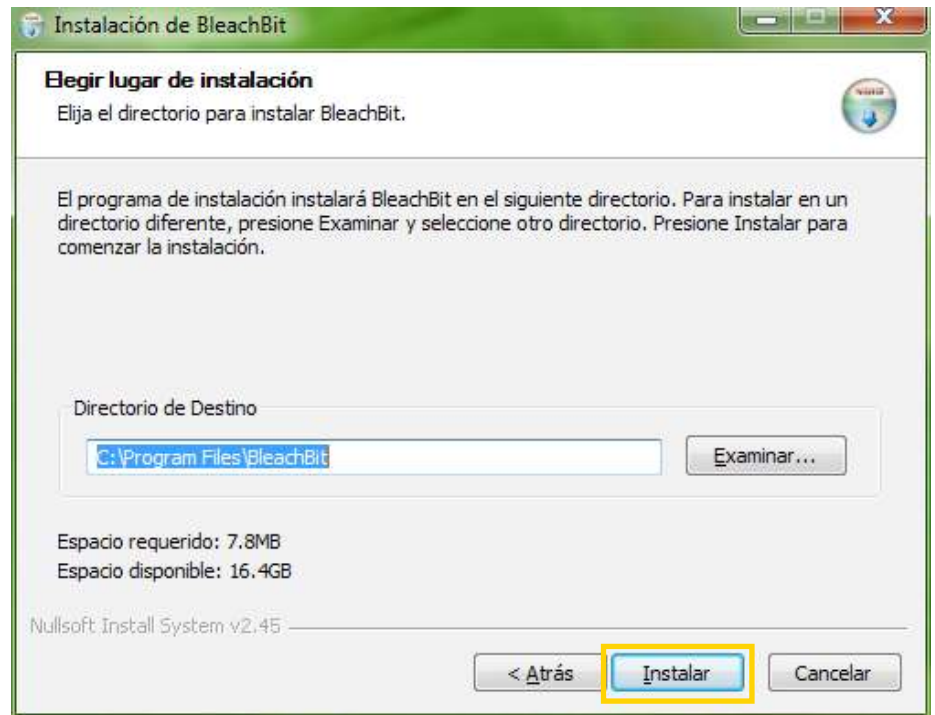 Instalación de BleachBit
Elegir lugar de instalación
Elija el directorio para instalar BleachBit.
El programa de instalación instalará BleachBit en el siguiente directorio. Para instalar en un
directorio diferente, presione Examinar y seleccione otro directorio. Presione Instalar para
comenzar la instalación.
Directorio de Destino
C:\Program Files\BleachBit
Examinar...
Espacio requerido: 7.8MB
Espacio disponible: 16.4GB
Nullsoft Install System v2.45
< Atrás
Instalar
Cancelar